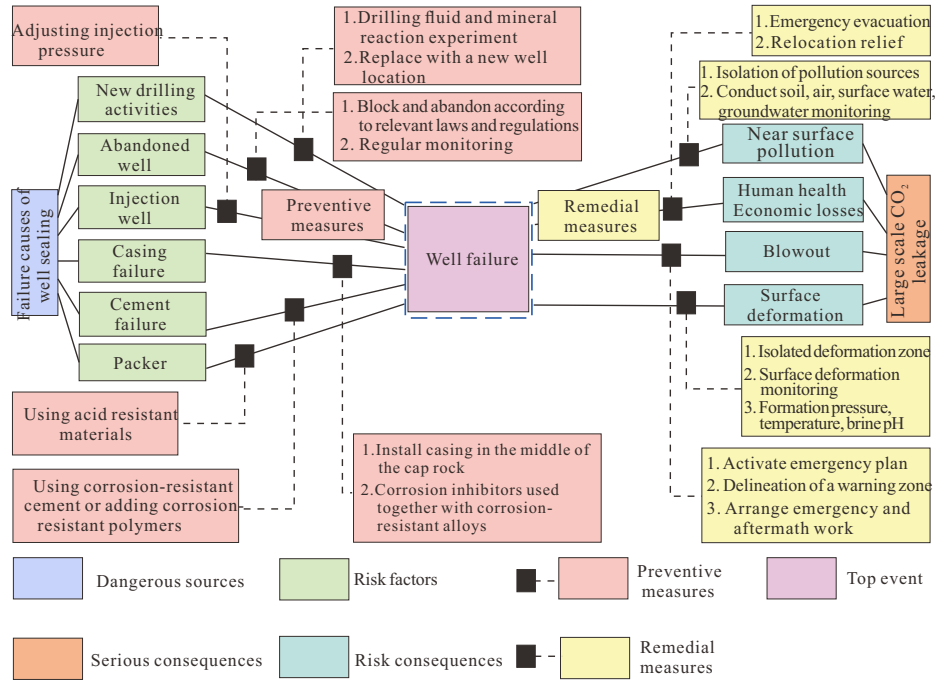 Adjusting injection
pressure
1.Drilling fluid and mineral
reaction experiment
2.Replace with a new well
location
1. Block and abandon according
to relevant laws and regulations
2. Regular monitoring
1.Emergency evacuation
2.Relocation relief
1. Isolation of pollution sources
2. Conduct soil, air, surface water,
groundwater monitoring
Failure causes of
well sealing
New drilling
activities
Abandoned
well
Injection
well
Casing
failure
Cement
failure
Packer
Preventive
measures
Well failure
Remedial
measures
Near surface
pollution
Human health
Economic losses
Blowout
Surface
deformation
Large scale CO2
leakage
Using acid resistant
materials
Using corrosion-resistant
cement or adding corrosion
resistant polymers
1.Install casing in the middle of
the cap rock
2.Corrosion inhibitors used
together with corrosion-
resistant alloys
1. Isolated deformation zone
2. Surface deformation
monitoring
3. Formation pressure,
temperature, brine pH
1. Activate emergency plan
2. Delineation of a warning zone
3. Arrange emergency and
aftermath work
Dangerous sources
Risk factors
Preventive
measures
Top event
Serious consequences
Risk consequences
Remedial
measures